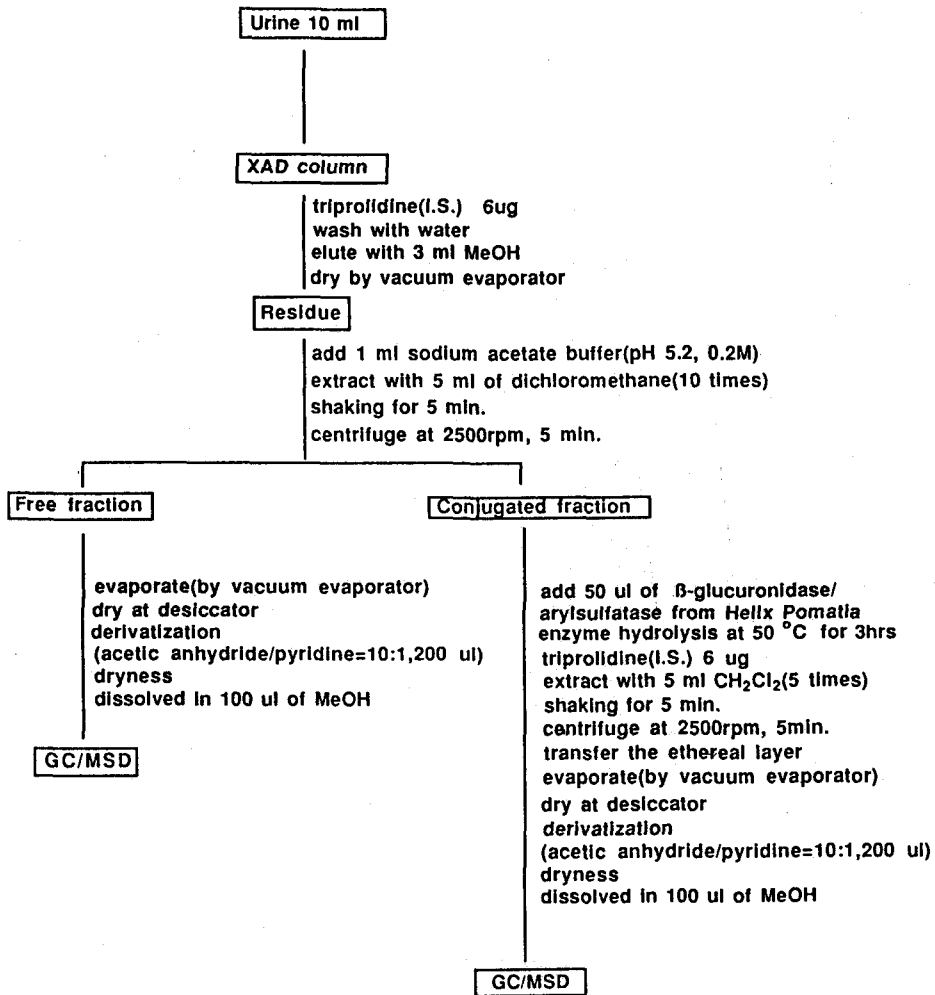 Urine 10 ml
XAD column
triprolidine(I.S.) 6ug
wash with water
elute with 3 ml MeOH
dry by vacuum evaporator
Residue
add 1 ml sodium acetate buffer(pH 5.2, 0.2M)
extract with 5 ml of dichloromethane(10 times)
shaking for 5 min.
centrifuge at 2500rpm, 5 min.
Free fraction
evaporate(by vacuum evaporator)
dry at desiccator
derivatization
(acetic anhydride/pyridine=10:1,200 ul)
dryness
dissolved in 100 ul of MeOH
GC/MSD
Conjugated fraction
add 50 ul of ß-glucuronidase/
arylsulfatase from Helix Pomatia
enzyme hydrolysis at 50 °C for 3hrs
triprolidine(I.S.) 6 ug
extract with 5 ml CH₂Cl₂(5 times)
shaking for 5 min.
centrifuge at 2500rpm, 5min.
transfer the ethereal layer
evaporate(by vacuum evaporator)
dry at desiccator
derivatization
(acetic anhydride/pyridine=10:1,200 ul)
dryness
dissolved in 100 ul of MeOH
GC/MSD